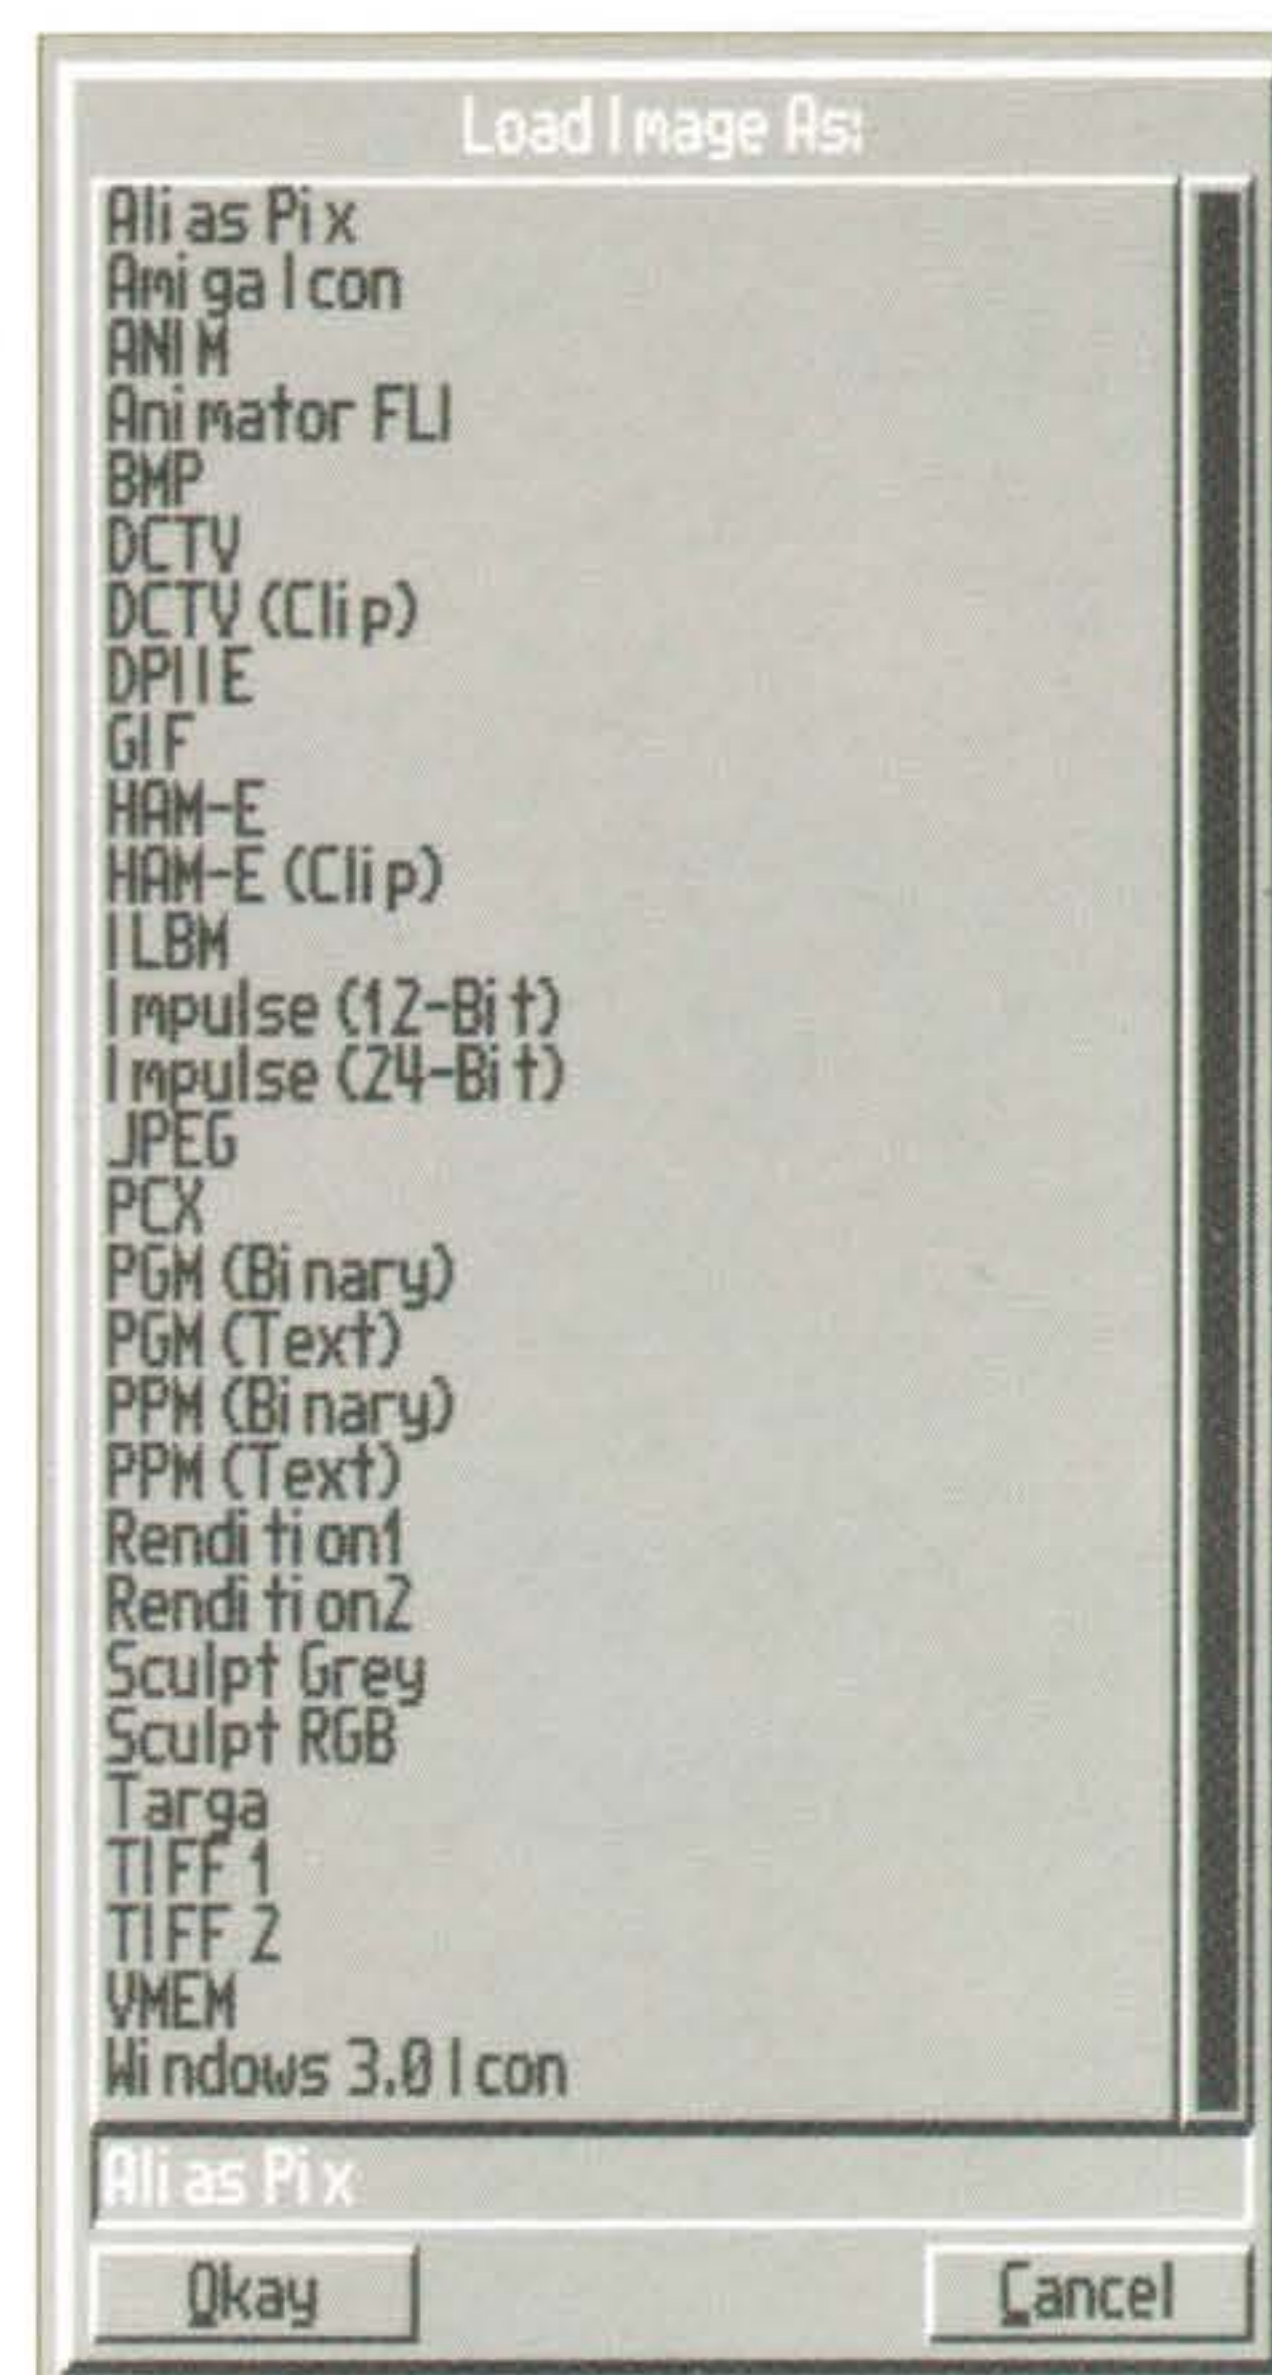 Load Image As:
Alias Pix
Amiga Icon
ANIM
Animator FLI
BMP
DCTV
DCTV (Clip)
DPIIE
GIF
HAM-E
HAM-E (Clip)
ILBM
Impulse (12-Bit)
Impulse (24-Bit)
JPEG
PCX
PGM (Binary)
PGM (Text)
PPM (Binary)
PPM (Text)
Rendition1
Rendition2
Sculpt Grey
Sculpt RGB
Targa
TIFF 1
TIFF 2
VMEM
Windows 3.0 Icon
Alias Pix
Okay Cancel